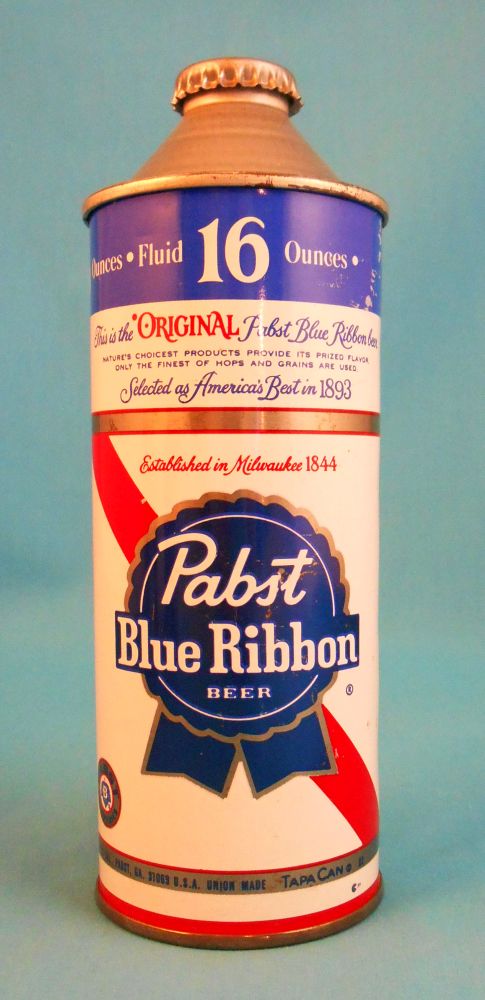 Ounces • Fluid 16 Ounces •
This is the ORIGINAL Pabst Blue Ribbon beer
NATURE'S CHOICEST PRODUCTS PROVIDE ITS PRIZED FLAVOR
ONLY THE FINEST OF HOPS AND GRAINS ARE USED.
Selected as America's Best in 1893
Established in Milwaukee 1844
Pabst
Blue Ribbon
BEER ®
PABST, GA. 31069 U.S.A. UNION MADE TAPACAN